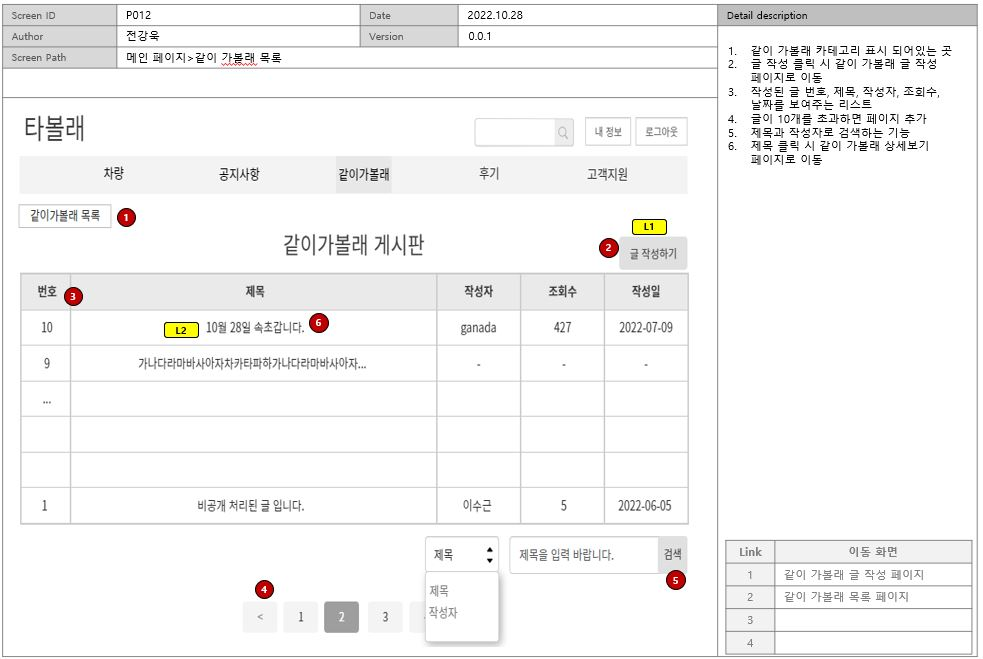 Screen ID P012 Date 2022.10.28 Detail description
Author 전강욱 Version 0.0.1
Screen Path 메인 페이지>같이 가볼래 목록
1. 같이 가볼래 카테고리 표시 되어있는 곳
2. 글 작성 클릭 시 같이 가볼래 글 작성
페이지로 이동
3. 작성된 글 번호, 제목, 작성자, 조회수,
날짜를 보여주는 리스트
4. 글이 10개를 초과하면 페이지 추가
5. 제목과 작성자로 검색하는 기능
6. 제목 클릭 시 같이 가볼래 상세보기
페이지로 이동
타볼래 내 정보 로그아웃
차량 공지사항 같이가볼래 후기 고객지원
같이가볼래 목록 1
L1
같이가볼래 게시판 2 글 작성하기
번호 3 제목 작성자 조회수 작성일
10 L2 10월 28일 속초갑니다. 6 ganada 427 2022-07-09
9 가나다라마바사아자차카타파하가나다라마바사아자... - - -
...
1 비공개 처리된 글 입니다. 이수근 5 2022-06-05
제목 제목을 입력 바랍니다. 검색
5
제목
작성자
4
< 1 2 3
Link 이동 화면
1 같이 가볼래 글 작성 페이지
2 같이 가볼래 목록 페이지
3
4